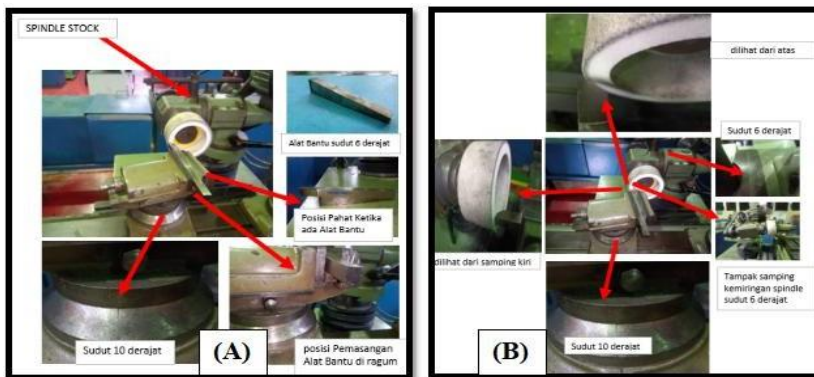 SPINDLE STOCK
Alat Bantu sudut 6 derajat
Posisi Pahat Ketika
ada Alat Bantu
Sudut 10 derajat
(A)
posisi Pemasangan
Alat Bantu di ragum
dilihat dari atas
Sudut 6 derajat
dilihat dari samping kiri
Tampak samping
kemiringan spindle
sudut 6 derajat
(B)
Sudut 10 derajat